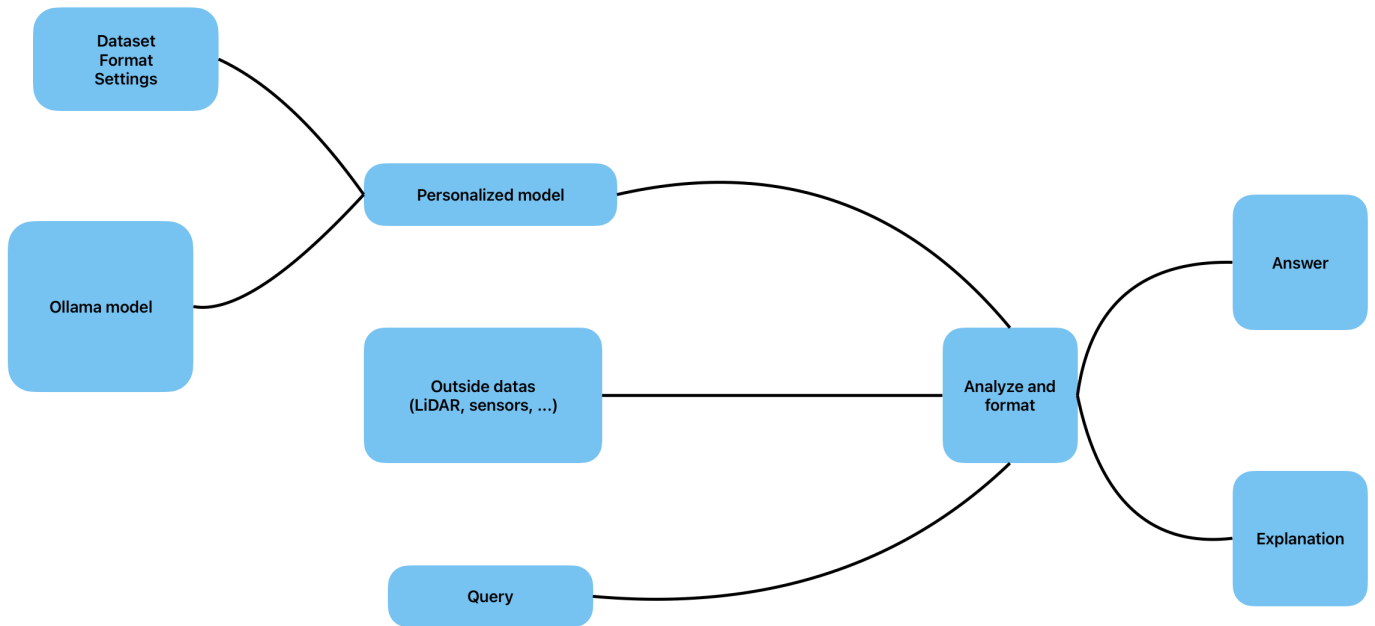 Dataset
Format
Settings
Ollama model
Personalized model
Outside datas
(LiDAR, sensors, ...)
Query
Analyze and
format
Answer
Explanation